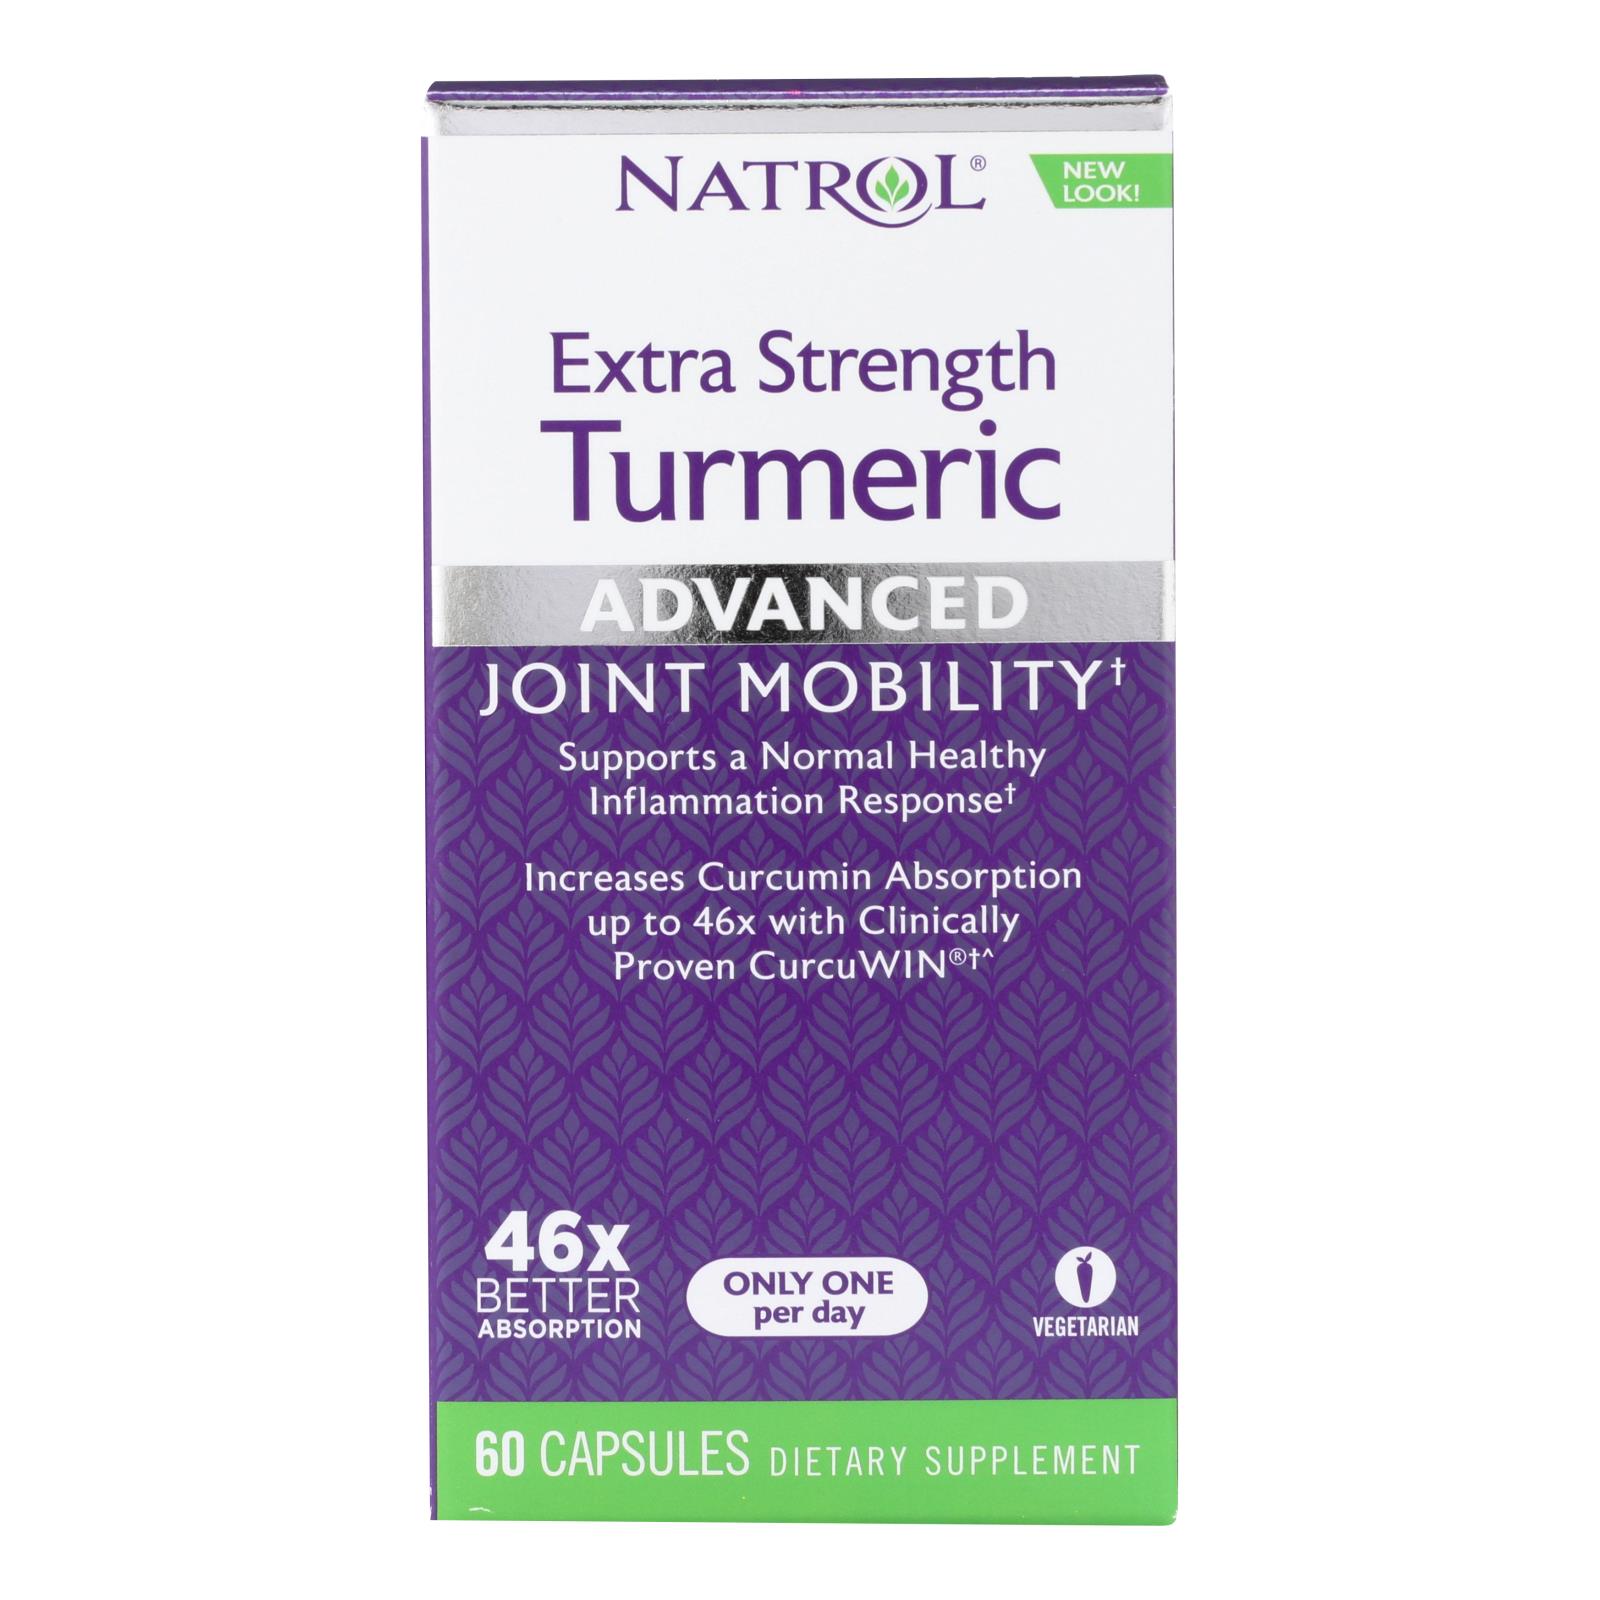 NATROL®
NEW
LOOK!
Extra Strength
Turmeric
ADVANCED
JOINT MOBILITY†
Supports a Normal Healthy
Inflammation Response†
Increases Curcumin Absorption
up to 46x with Clinically
Proven CurcuWIN®†^
46x
BETTER
ABSORPTION
ONLY ONE
per day
VEGETARIAN
60 CAPSULES DIETARY SUPPLEMENT